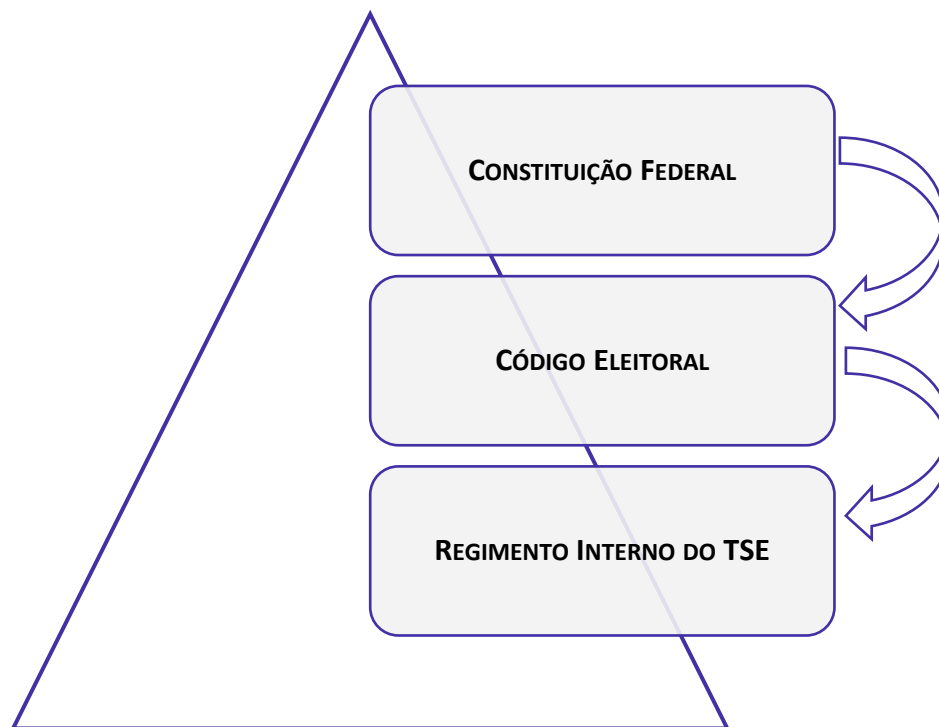 CONSTITUIÇÃO FEDERAL
CÓDIGO ELEITORAL
REGIMENTO INTERNO DO TSE